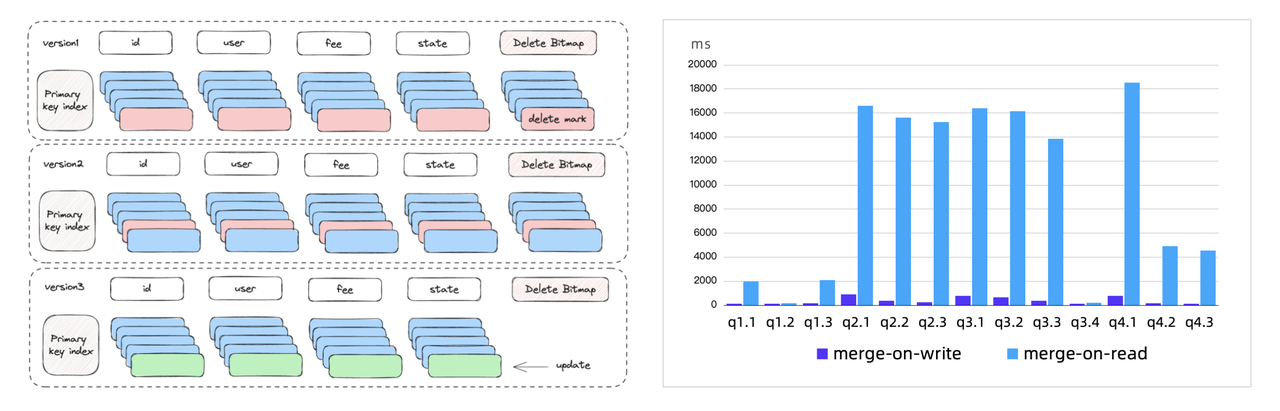 version1
id
user
fee
state
Delete Bitmap
Primary
key index
delete mark
version2
id
user
fee
state
Delete Bitmap
Primary
key index
version3
id
user
fee
state
Delete Bitmap
Primary
key index
update
ms
20000
18000
16000
14000
12000
10000
8000
6000
4000
2000
0
q1.1 q1.2 q1.3 q2.1 q2.2 q2.3 q3.1 q3.2 q3.3 q3.4 q4.1 q4.2 q4.3
merge-on-write merge-on-read